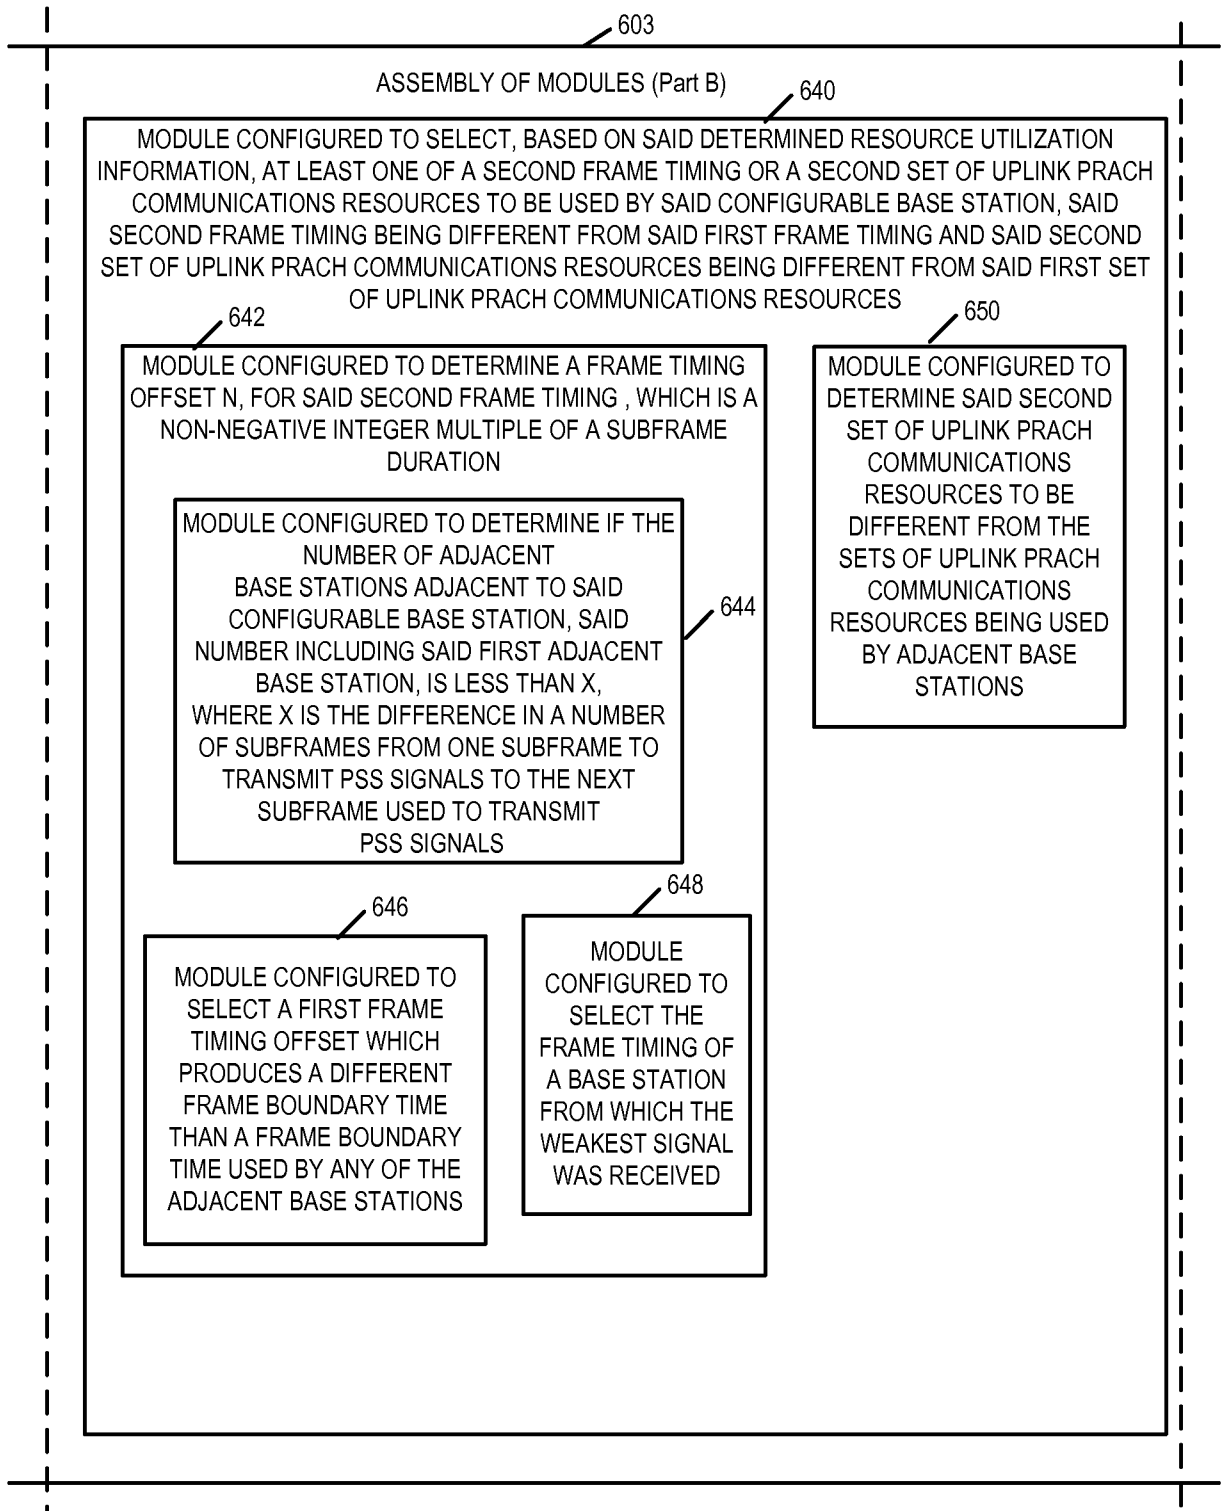 603
ASSEMBLY OF MODULES (Part B)
640
MODULE CONFIGURED TO SELECT, BASED ON SAID DETERMINED RESOURCE UTILIZATION
INFORMATION, AT LEAST ONE OF A SECOND FRAME TIMING OR A SECOND SET OF UPLINK PRACH
COMMUNICATIONS RESOURCES TO BE USED BY SAID CONFIGURABLE BASE STATION, SAID
SECOND FRAME TIMING BEING DIFFERENT FROM SAID FIRST FRAME TIMING AND SAID SECOND
SET OF UPLINK PRACH COMMUNICATIONS RESOURCES BEING DIFFERENT FROM SAID FIRST SET
OF UPLINK PRACH COMMUNICATIONS RESOURCES
642
MODULE CONFIGURED TO DETERMINE A FRAME TIMING
OFFSET N, FOR SAID SECOND FRAME TIMING , WHICH IS A
NON-NEGATIVE INTEGER MULTIPLE OF A SUBFRAME
DURATION
644
MODULE CONFIGURED TO DETERMINE IF THE
NUMBER OF ADJACENT
BASE STATIONS ADJACENT TO SAID
CONFIGURABLE BASE STATION, SAID
NUMBER INCLUDING SAID FIRST ADJACENT
BASE STATION, IS LESS THAN X,
WHERE X IS THE DIFFERENCE IN A NUMBER
OF SUBFRAMES FROM ONE SUBFRAME TO
TRANSMIT PSS SIGNALS TO THE NEXT
SUBFRAME USED TO TRANSMIT
PSS SIGNALS
646
MODULE CONFIGURED TO
SELECT A FIRST FRAME
TIMING OFFSET WHICH
PRODUCES A DIFFERENT
FRAME BOUNDARY TIME
THAN A FRAME BOUNDARY
TIME USED BY ANY OF THE
ADJACENT BASE STATIONS
648
MODULE
CONFIGURED TO
SELECT THE
FRAME TIMING OF
A BASE STATION
FROM WHICH THE
WEAKEST SIGNAL
WAS RECEIVED
650
MODULE CONFIGURED TO
DETERMINE SAID SECOND
SET OF UPLINK PRACH
COMMUNICATIONS
RESOURCES TO BE
DIFFERENT FROM THE
SETS OF UPLINK PRACH
COMMUNICATIONS
RESOURCES BEING USED
BY ADJACENT BASE
STATIONS